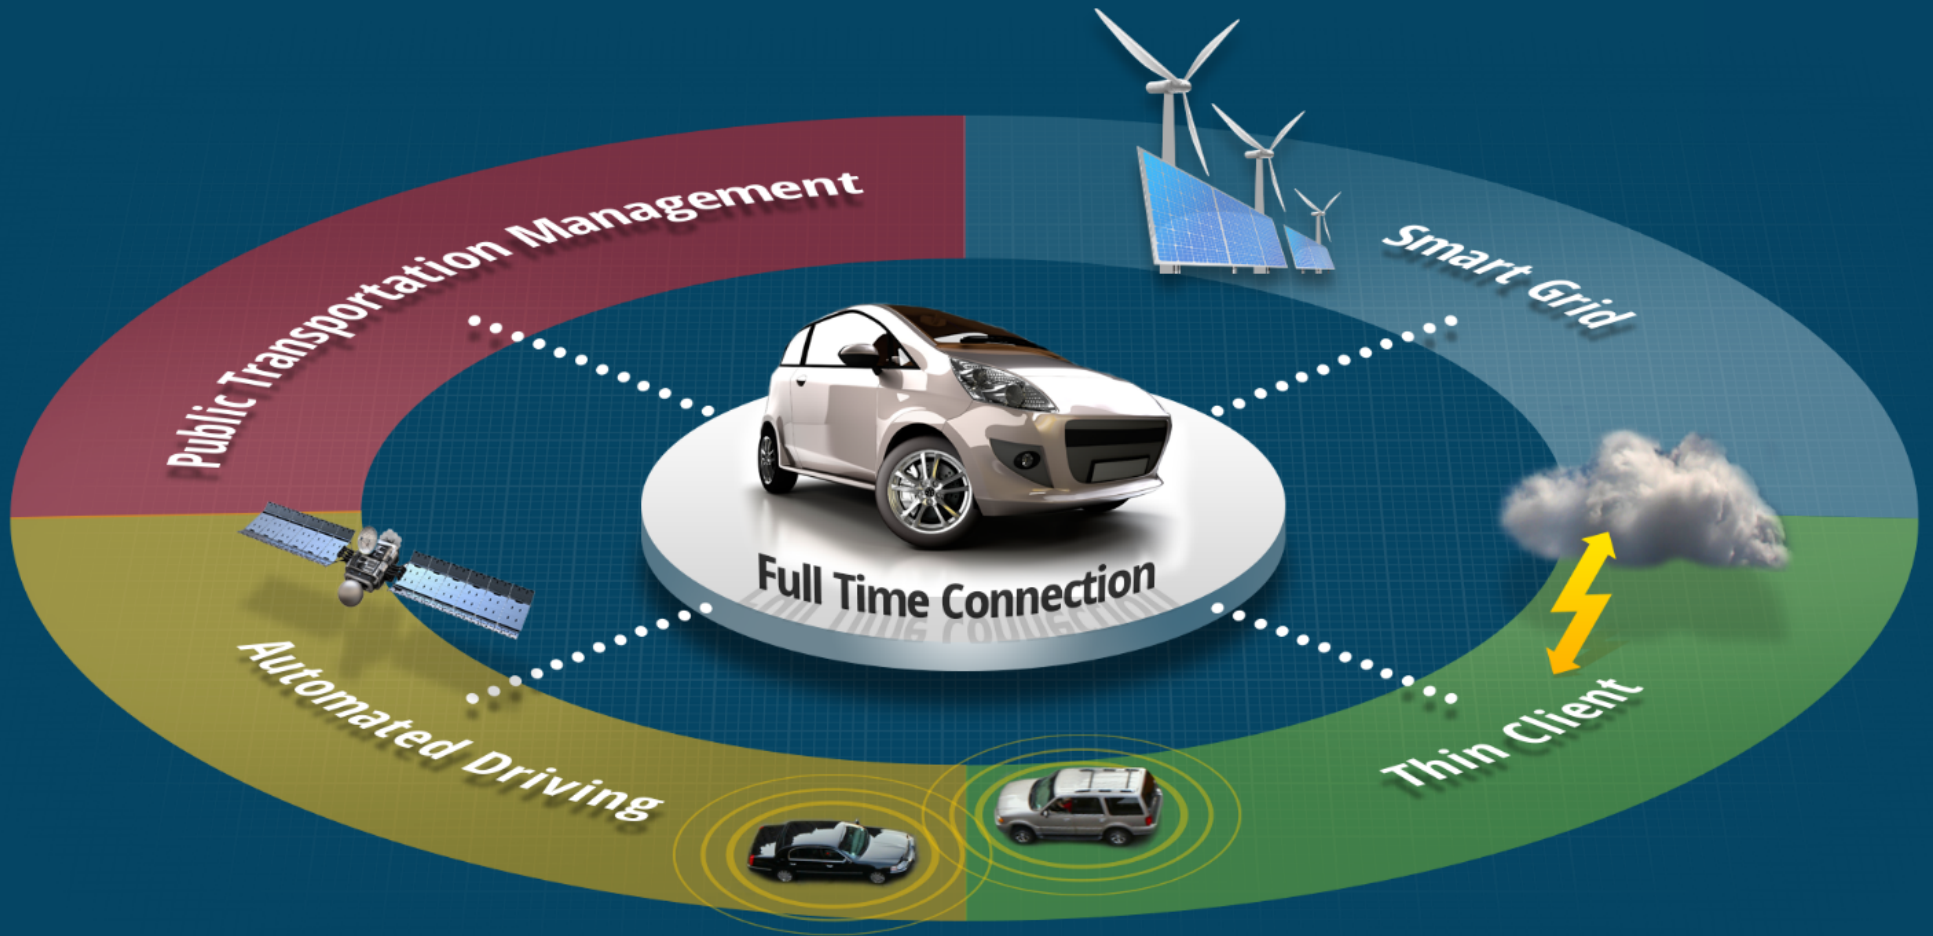 Public Transportation Management
Smart Grid
Full Time Connection
Automated Driving
Thin Client